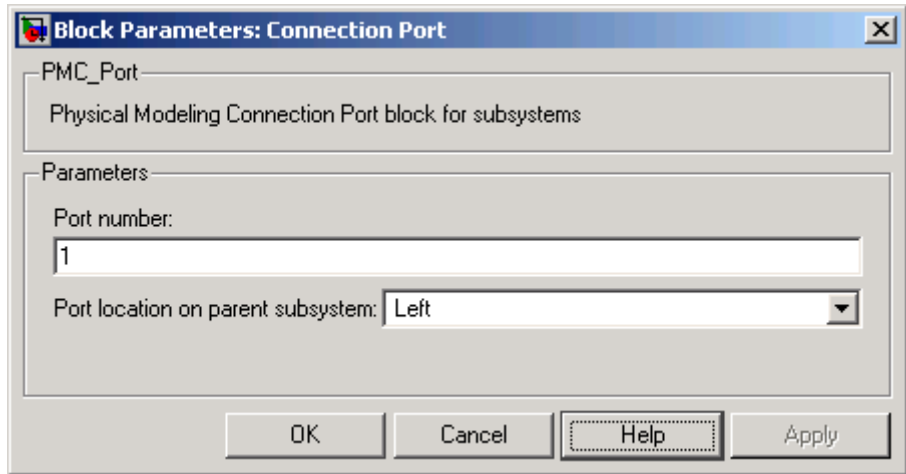 Block Parameters: Connection Port
PMC_Port
Physical Modeling Connection Port block for subsystems
Parameters
Port number:
1
Port location on parent subsystem: Left
OK Cancel Help Apply